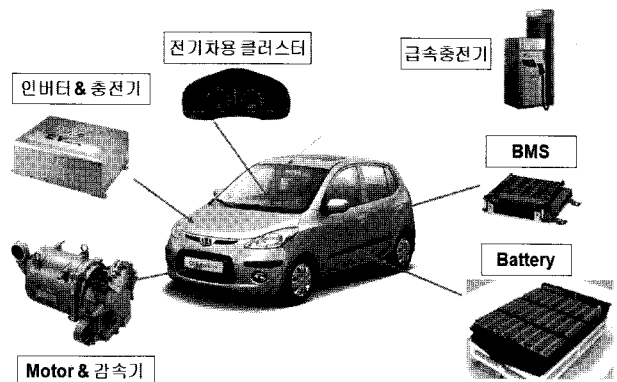 전기차용 클러스터
급속충전기
인버터 & 충전기
BMS
Battery
Motor & 감속기